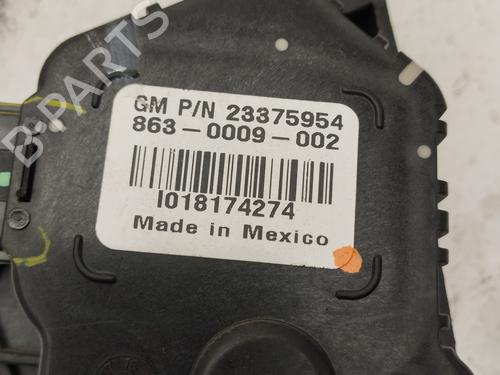 B-PARTS
GM P/N 23375954
863-0009-002
I018174274
Made in Mexico